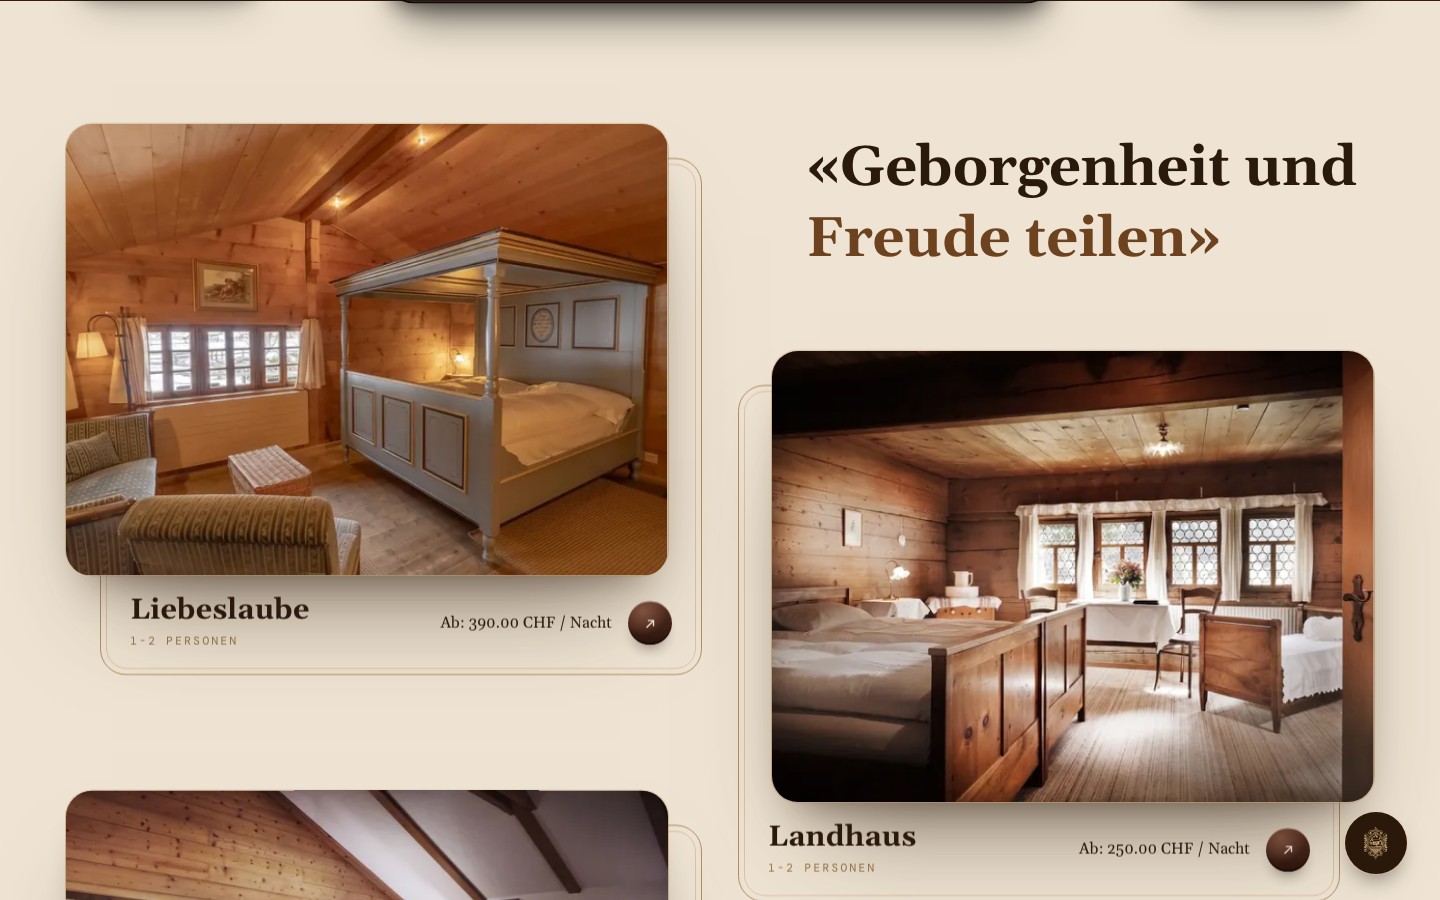 «Geborgenheit und
Freude teilen»
Liebeslaube
1-2 PERSONEN
Ab: 390.00 CHF / Nacht
Landhaus
1-2 PERSONEN
Ab: 250.00 CHF / Nacht